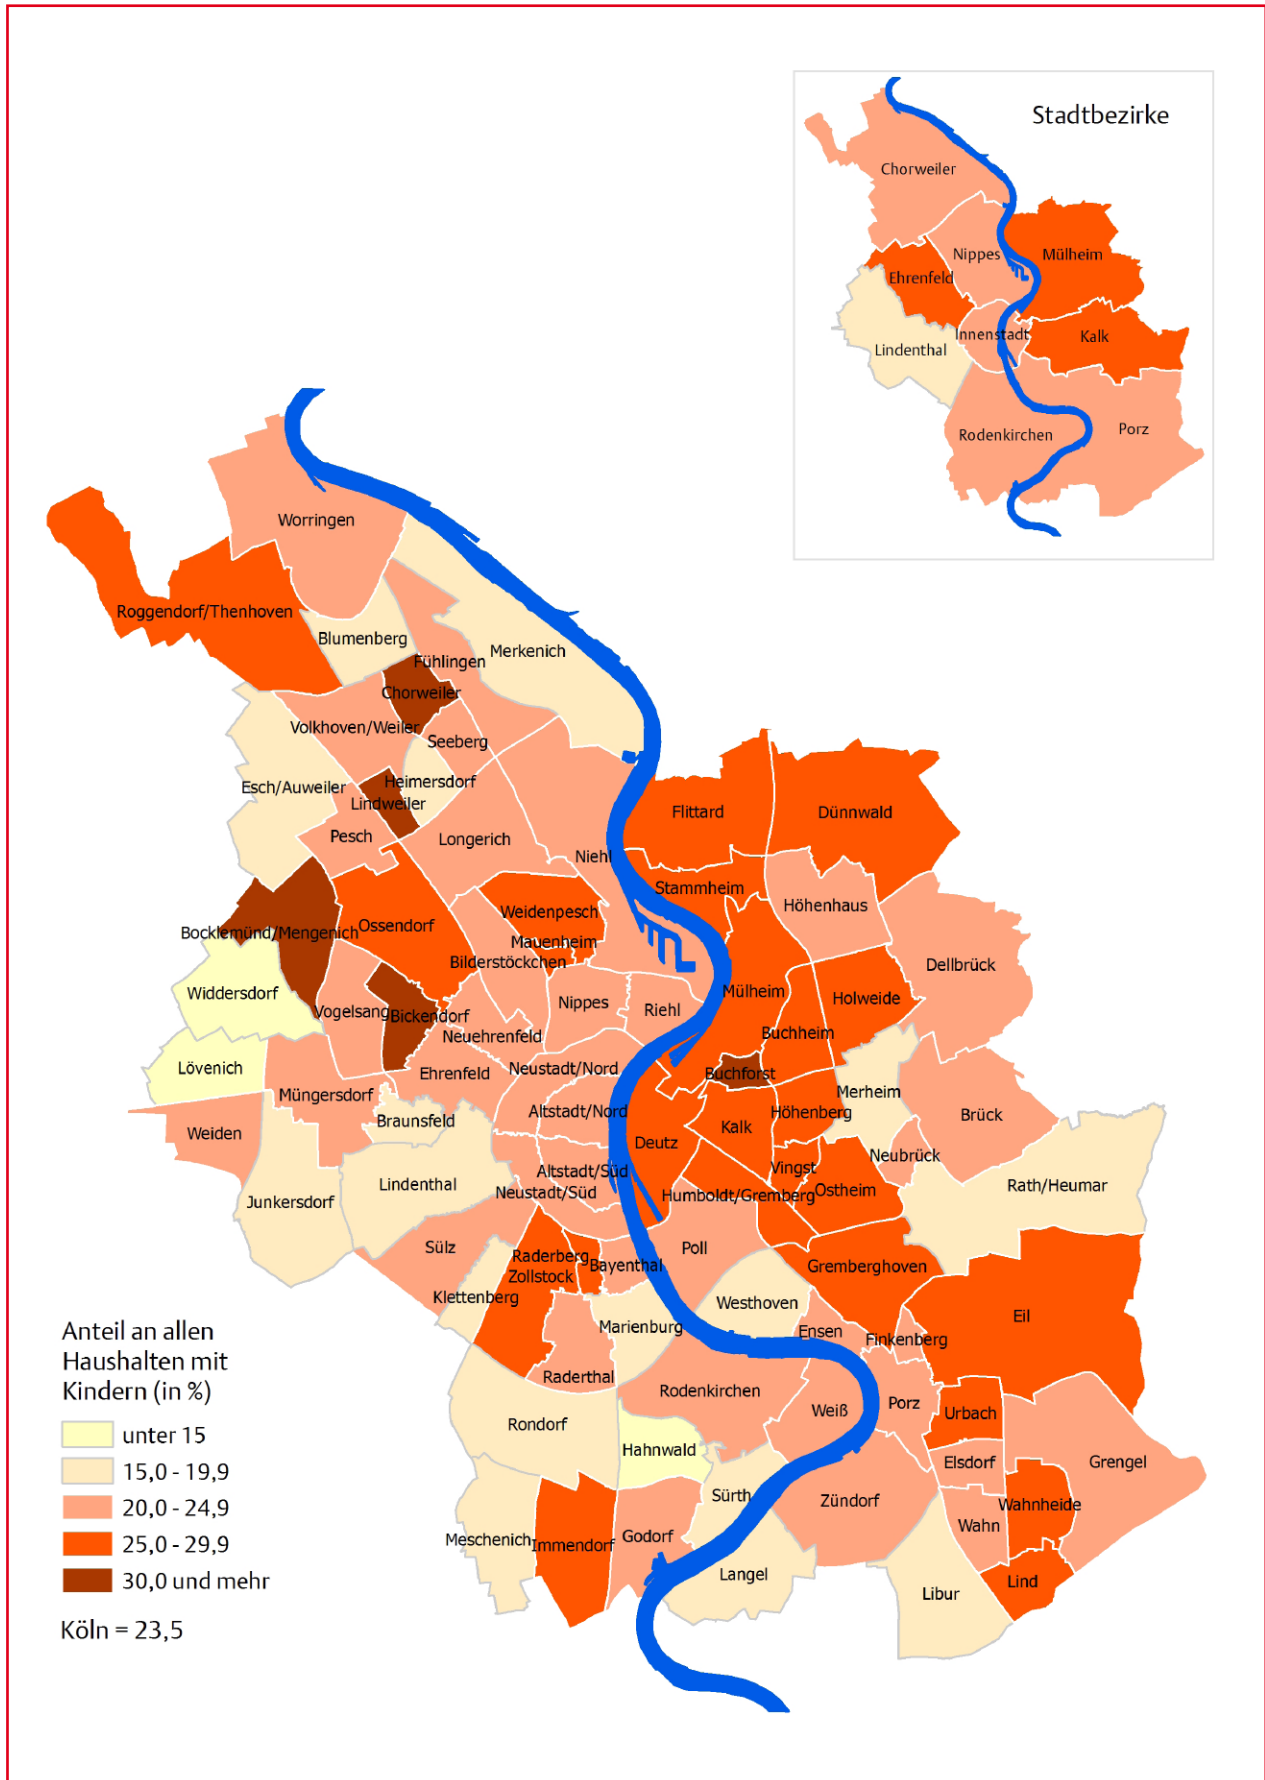 Stadtbezirke
Chorweiler
Nippes
Mülheim
Ehrenfeld
Innenstadt
Kalk
Lindenthal
Rodenkirchen
Porz
Worringen
Roggendorf/Thenhoven
Blumenberg
Merkenich
Fühlingen
Chorweiler
Volkhoven/Weiler
Seeberg
Heimersdorf
Esch/Auweiler
Lindweiler
Pesch
Longerich
Flittard
Dünnwald
Niehl
Stammheim
Höhenhaus
Weidenpesch
Ossendorf
Bocklemünd/Mengenich
Mauenheim
Bilderstöckchen
Dellbrück
Widdersdorf
Mülheim
Holweide
Nippes
Riehl
Vogelsang
Bickendorf
Buchheim
Neuehrenfeld
Lövenich
Ehrenfeld
Neustadt/Nord
Buchforst
Merheim
Müngersdorf
Altstadt/Nord
Höhenberg
Brück
Braunsfeld
Kalk
Weiden
Deutz
Neubrück
Altstadt/Süd
Vingst
Lindenthal
Neustadt/Süd
Humboldt/Gremberg
Ostheim
Rath/Heumar
Junkersdorf
Sülz
Poll
Raderberg
Bayenthal
Gremberghoven
Zollstock
Klettenberg
Westhoven
Eil
Marienburg
Ensen
Finkenberg
Raderthal
Rodenkirchen
Weiß
Porz
Urbach
Rondorf
Hahnwald
Elsdorf
Grengel
Sürth
Zündorf
Wahnheide
Wahn
Meschenich
Immendorf
Godorf
Langel
Libur
Lind
Anteil an allen
Haushalten mit
Kindern (in %)
unter 15
15,0 - 19,9
20,0 - 24,9
25,0 - 29,9
30,0 und mehr
Köln = 23,5